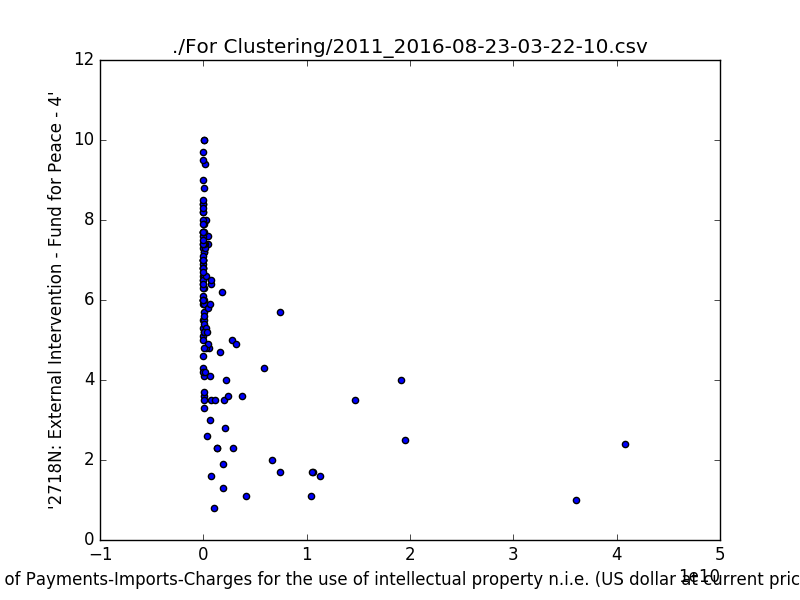 ./For Clustering/2011_2016-08-23-03-22-10.csv
'2718N: External Intervention - Fund for Peace - 4'
12
10
8
6
4
2
0
−1 0 1 2 3 4 5
1e10
of Payments-Imports-Charges for the use of intellectual property n.i.e. (US dollar at current pric